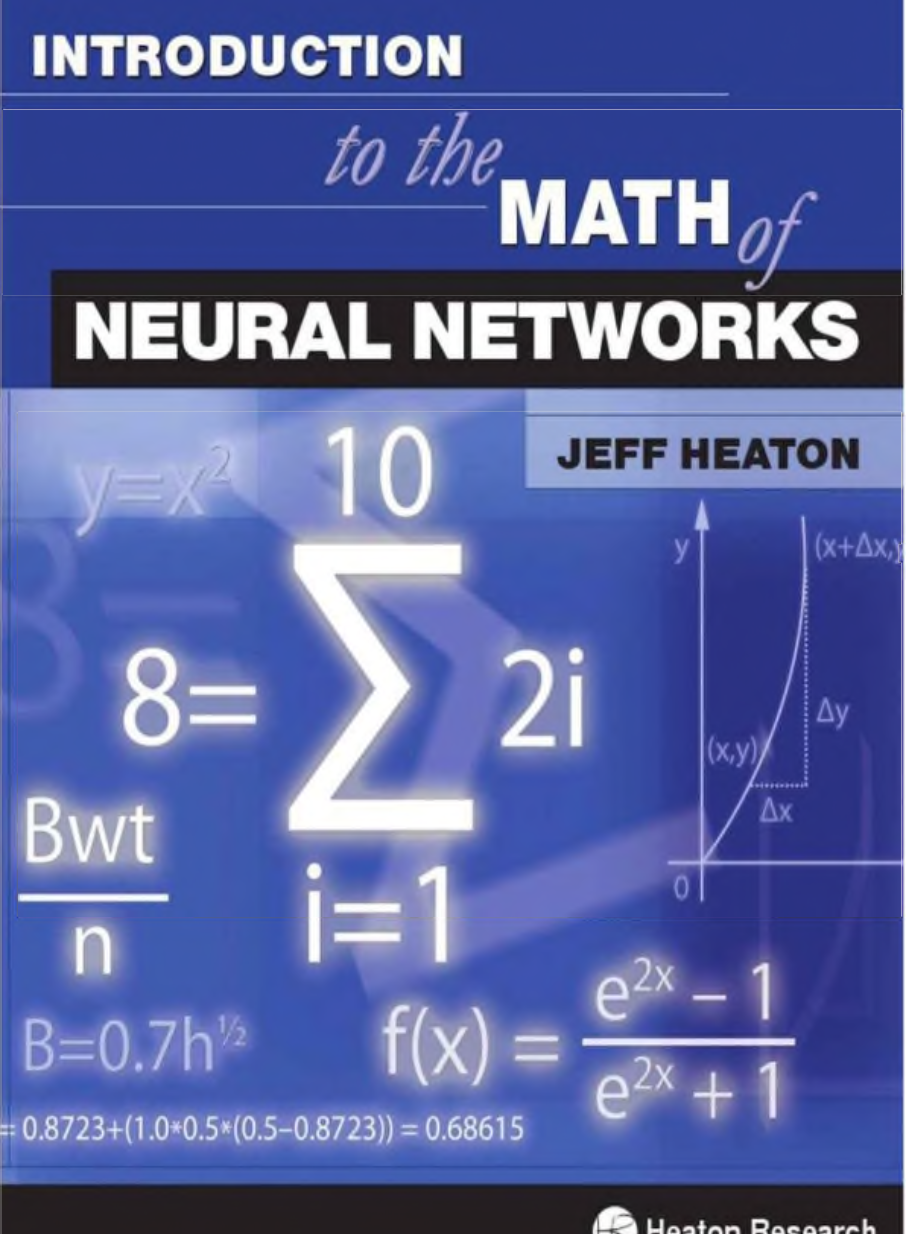 INTRODUCTION
to the
MATH of
NEURAL NETWORKS
JEFF HEATON
y=x²
10
8= ∑ 2i
i=1
8=
y
(x+Δx,y
Δy
(x,y)
Δx
0
Bwt
n
B=0.7h½
f(x) = 
e²ˣ – 1
e²ˣ + 1
= 0.8723+(1.0*0.5*(0.5–0.8723)) = 0.68615
Heaton Research